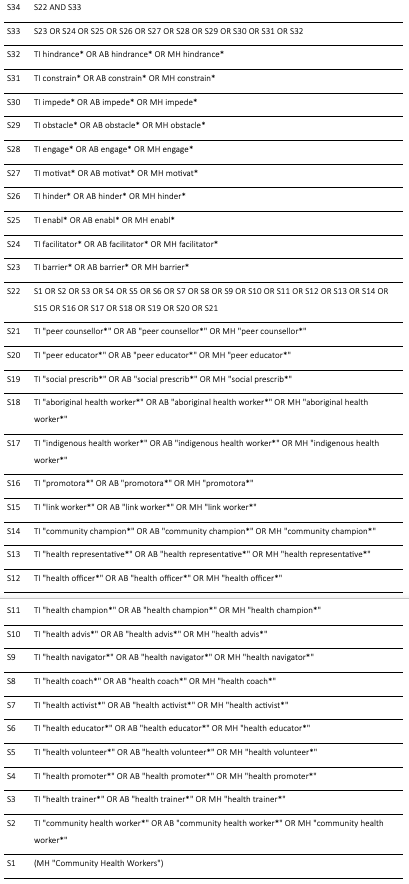 S34 S22 AND S33
S33 S23 OR S24 OR S25 OR S26 OR S27 OR S28 OR S29 OR S30 OR S31 OR S32
S32 TI hindrance* OR AB hindrance* OR MH hindrance*
S31 TI constrain* OR AB constrain* OR MH constrain*
S30 TI impede* OR AB impede* OR MH impede*
S29 TI obstacle* OR AB obstacle* OR MH obstacle*
S28 TI engage* OR AB engage* OR MH engage*
S27 TI motivat* OR AB motivat* OR MH motivat*
S26 TI hinder* OR AB hinder* OR MH hinder*
S25 TI enabl* OR AB enabl* OR MH enabl*
S24 TI facilitator* OR AB facilitator* OR MH facilitator*
S23 TI barrier* OR AB barrier* OR MH barrier*
S22 S1 OR S2 OR S3 OR S4 OR S5 OR S6 OR S7 OR S8 OR S9 OR S10 OR S11 OR S12 OR S13 OR S14 OR
S15 OR S16 OR S17 OR S18 OR S19 OR S20 OR S21
S21 TI "peer counsellor*" OR AB "peer counsellor*" OR MH "peer counsellor*"
S20 TI "peer educator*" OR AB "peer educator*" OR MH "peer educator*"
S19 TI "social prescrib*" OR AB "social prescrib*" OR MH "social prescrib*"
S18 TI "aboriginal health worker*" OR AB "aboriginal health worker*" OR MH "aboriginal health
worker*"
S17 TI "indigenous health worker*" OR AB "indigenous health worker*" OR MH "indigenous health
worker*"
S16 TI "promotora*" OR AB "promotora*" OR MH "promotora*"
S15 TI "link worker*" OR AB "link worker*" OR MH "link worker*"
S14 TI "community champion*" OR AB "community champion*" OR MH "community champion*"
S13 TI "health representative*" OR AB "health representative*" OR MH "health representative*"
S12 TI "health officer*" OR AB "health officer*" OR MH "health officer*"
S11 TI "health champion*" OR AB "health champion*" OR MH "health champion*"
S10 TI "health advis*" OR AB "health advis*" OR MH "health advis*"
S9 TI "health navigator*" OR AB "health navigator*" OR MH "health navigator*"
S8 TI "health coach*" OR AB "health coach*" OR MH "health coach*"
S7 TI "health activist*" OR AB "health activist*" OR MH "health activist*"
S6 TI "health educator*" OR AB "health educator*" OR MH "health educator*"
S5 TI "health volunteer*" OR AB "health volunteer*" OR MH "health volunteer*"
S4 TI "health promoter*" OR AB "health promoter*" OR MH "health promoter*"
S3 TI "health trainer*" OR AB "health trainer*" OR MH "health trainer*"
S2 TI "community health worker*" OR AB "community health worker*" OR MH "community health
worker*"
S1 (MH "Community Health Workers")